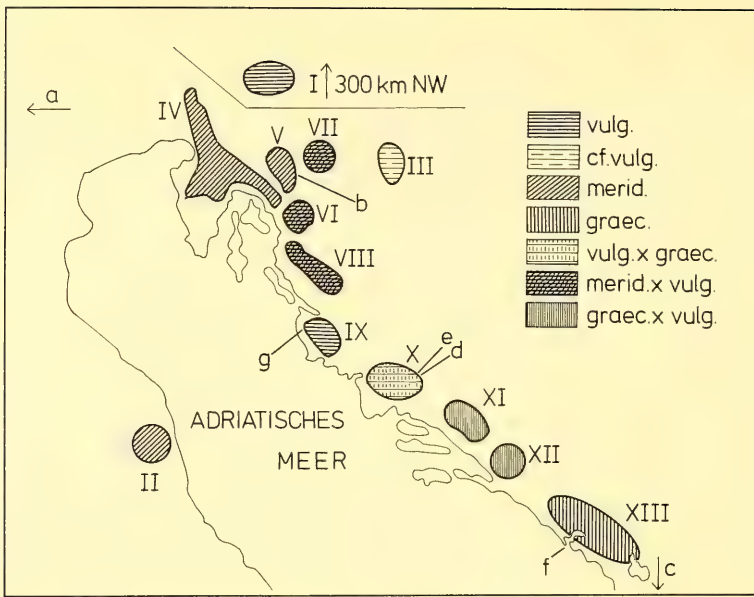 I ↑ 300 km NW
a
IV
V
VII
III
b
VI
VIII
g
IX
X
e
d
XI
XII
XIII
f
c
II
ADRIATISCHES
MEER
vulg.
cf. vulg.
merid.
graec.
vulg. x graec.
merid. x vulg.
graec. x vulg.